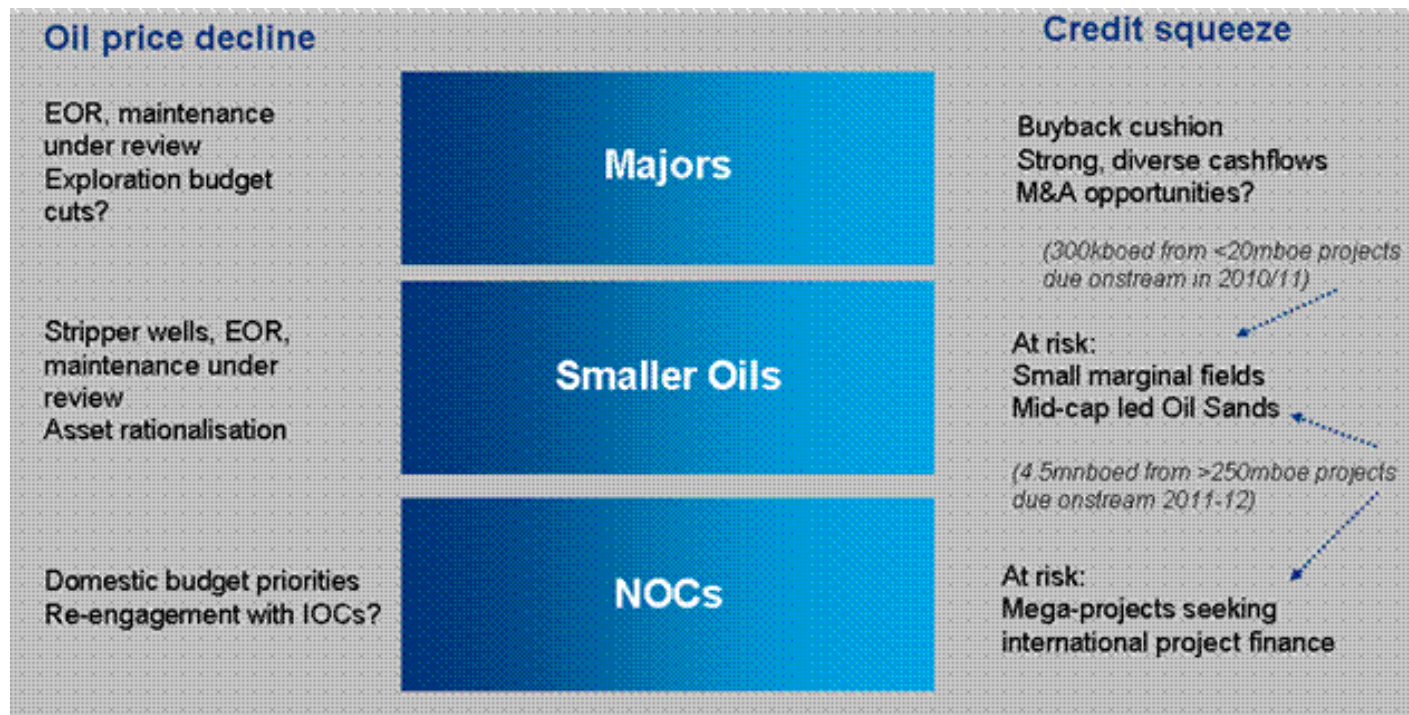 Oil price decline
Credit squeeze
EOR, maintenance
under review
Exploration budget
cuts?
Majors
Buyback cushion
Strong, diverse cashflows
M&A opportunities?
(300kboed from <20mboe projects
due onstream in 2010/11)
Stripper wells, EOR,
maintenance under
review
Asset rationalisation
Smaller Oils
At risk:
Small marginal fields
Mid-cap led Oil Sands
(4.5mnboed from >250mboe projects
due onstream 2011-12)
Domestic budget priorities
Re-engagement with IOCs?
NOCs
At risk:
Mega-projects seeking
international project finance